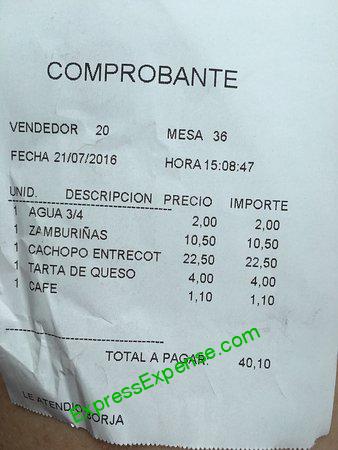 COMPROBANTE
VENDEDOR 20 MESA 36
FECHA 21/07/2016 HORA 15:08:47
UNID. DESCRIPCION PRECIO IMPORTE
1 AGUA 3/4 2,00 2,00
1 ZAMBURIÑAS 10,50 10,50
1 CACHOPO ENTRECOT 22,50 22,50
1 TARTA DE QUESO 4,00 4,00
1 CAFE 1,10 1,10
TOTAL A PAGAR: 40,10
LE ATENDIO BORJA
ExpressExpense.com